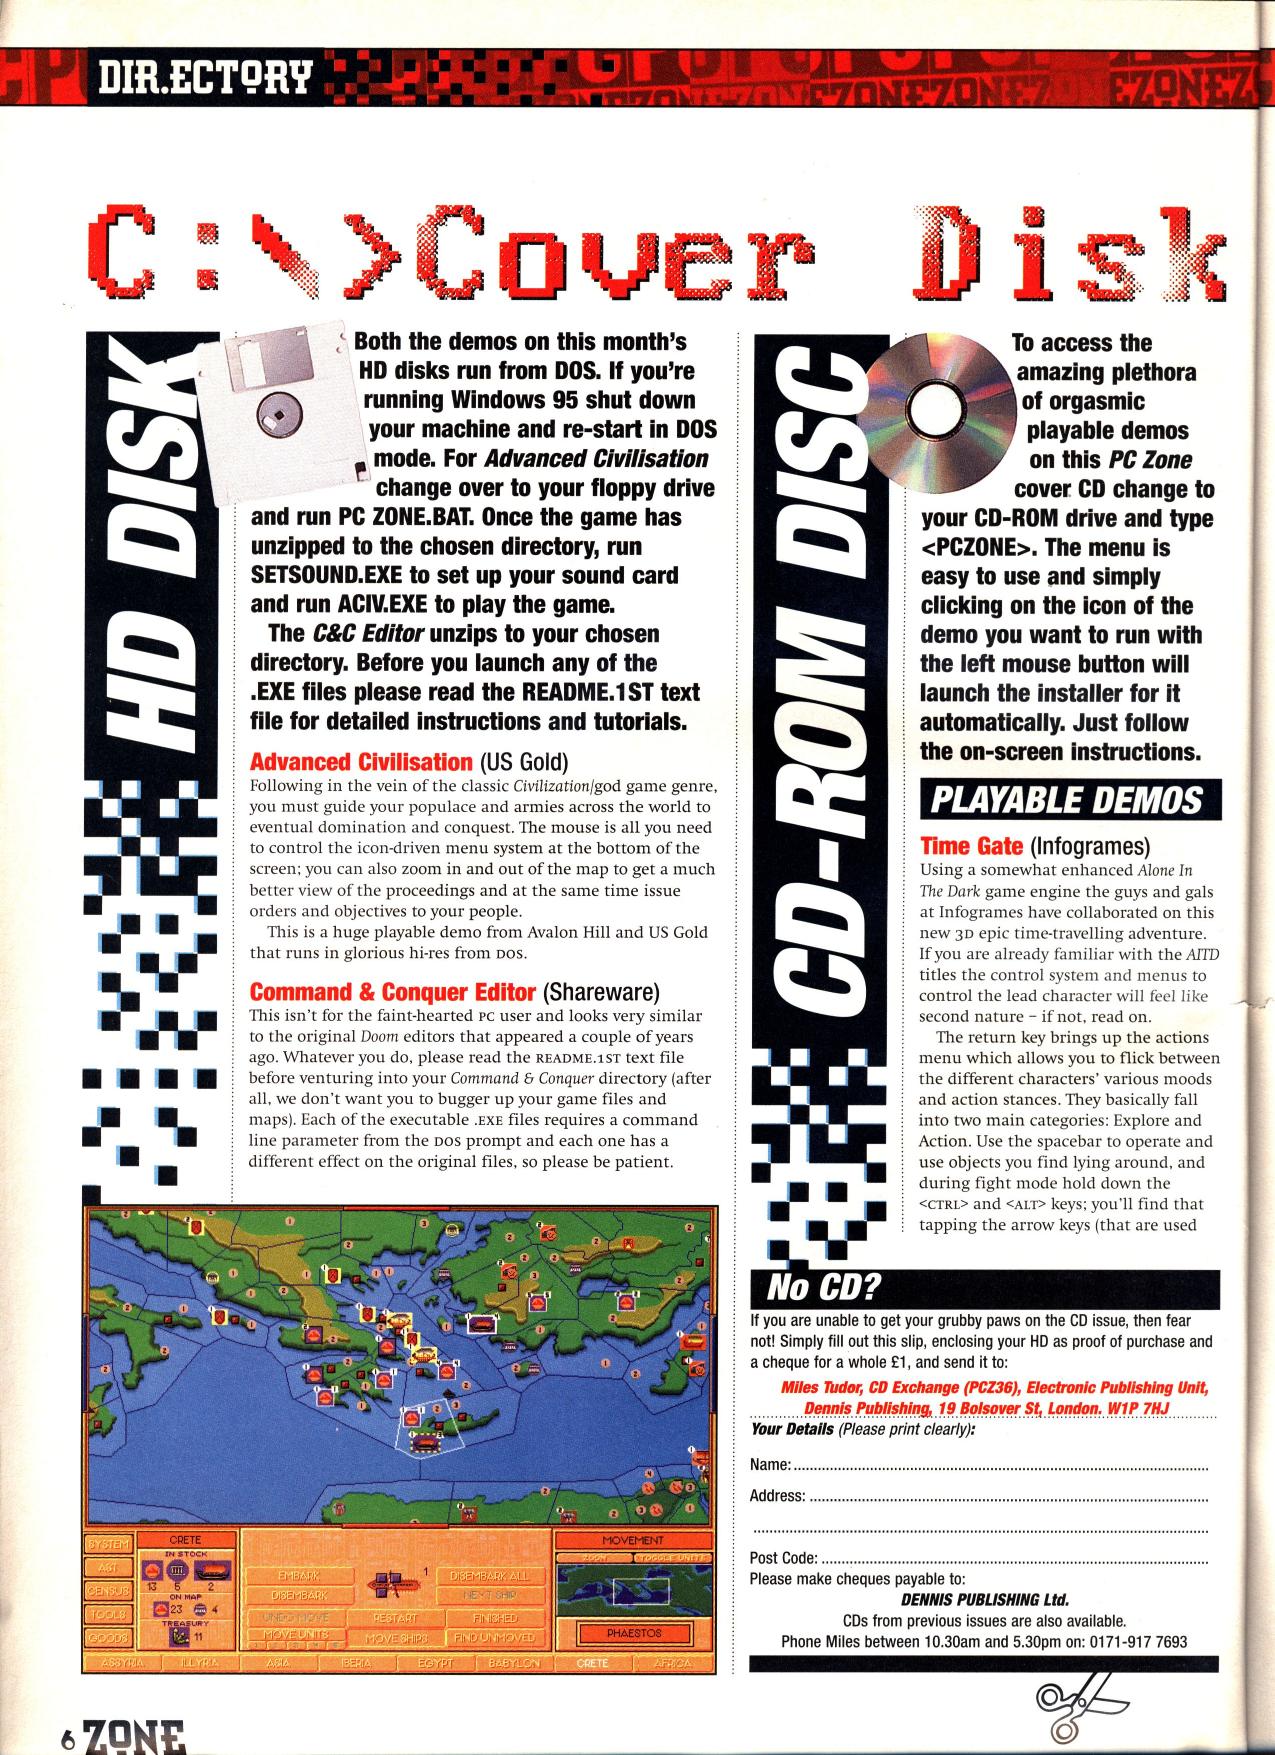 DIR.ECTORY
C:\>Cover Disk
HD DISK
Both the demos on this month's
HD disks run from DOS. If you're
running Windows 95 shut down
your machine and re-start in DOS
mode. For Advanced Civilisation
change over to your floppy drive
and run PC ZONE.BAT. Once the game has
unzipped to the chosen directory, run
SETSOUND.EXE to set up your sound card
and run ACIV.EXE to play the game.
The C&C Editor unzips to your chosen
directory. Before you launch any of the
.EXE files please read the README.1ST text
file for detailed instructions and tutorials.
Advanced Civilisation (US Gold)
Following in the vein of the classic Civilization/god game genre,
you must guide your populace and armies across the world to
eventual domination and conquest. The mouse is all you need
to control the icon-driven menu system at the bottom of the
screen; you can also zoom in and out of the map to get a much
better view of the proceedings and at the same time issue
orders and objectives to your people.
This is a huge playable demo from Avalon Hill and US Gold
that runs in glorious hi-res from DOS.
Command & Conquer Editor (Shareware)
This isn't for the faint-hearted PC user and looks very similar
to the original Doom editors that appeared a couple of years
ago. Whatever you do, please read the README.1ST text file
before venturing into your Command & Conquer directory (after
all, we don't want you to bugger up your game files and
maps). Each of the executable .EXE files requires a command
line parameter from the DOS prompt and each one has a
different effect on the original files, so please be patient.
SYSTEM
AST
CENSUS
TOOLS
GOODS
CRETE
IN STOCK
13 5 2
ON MAP
23 4
TREASURY
11
EMBARK
DISEMBARK
UNDO MOVE
MOVE UNITS
RESTART
MOVE SHIPS
1
DISEMBARK ALL
NEXT SHIP
FINISHED
FIND UNMOVED
MOVEMENT
ZOOM
TOGGLE UNITS
PHAESTOS
ASSYRIA ILLYRIA ASIA IBERIA EGYPT BABYLON CRETE AFRICA
CD-ROM DISC
To access the
amazing plethora
of orgasmic
playable demos
on this PC Zone
cover CD change to
your CD-ROM drive and type
<PCZONE>. The menu is
easy to use and simply
clicking on the icon of the
demo you want to run with
the left mouse button will
launch the installer for it
automatically. Just follow
the on-screen instructions.
PLAYABLE DEMOS
Time Gate (Infogrames)
Using a somewhat enhanced Alone In
The Dark game engine the guys and gals
at Infogrames have collaborated on this
new 3D epic time-travelling adventure.
If you are already familiar with the AITD
titles the control system and menus to
control the lead character will feel like
second nature – if not, read on.
The return key brings up the actions
menu which allows you to flick between
the different characters' various moods
and action stances. They basically fall
into two main categories: Explore and
Action. Use the spacebar to operate and
use objects you find lying around, and
during fight mode hold down the
<CTRL> and <ALT> keys; you'll find that
tapping the arrow keys (that are used
No CD?
If you are unable to get your grubby paws on the CD issue, then fear
not! Simply fill out this slip, enclosing your HD as proof of purchase and
a cheque for a whole £1, and send it to:
Miles Tudor, CD Exchange (PCZ36), Electronic Publishing Unit,
Dennis Publishing, 19 Bolsover St, London. W1P 7HJ
Your Details (Please print clearly):
Name:
Address:
Post Code:
Please make cheques payable to:
DENNIS PUBLISHING Ltd.
CDs from previous issues are also available.
Phone Miles between 10.30am and 5.30pm on: 0171-917 7693
6 ZONE